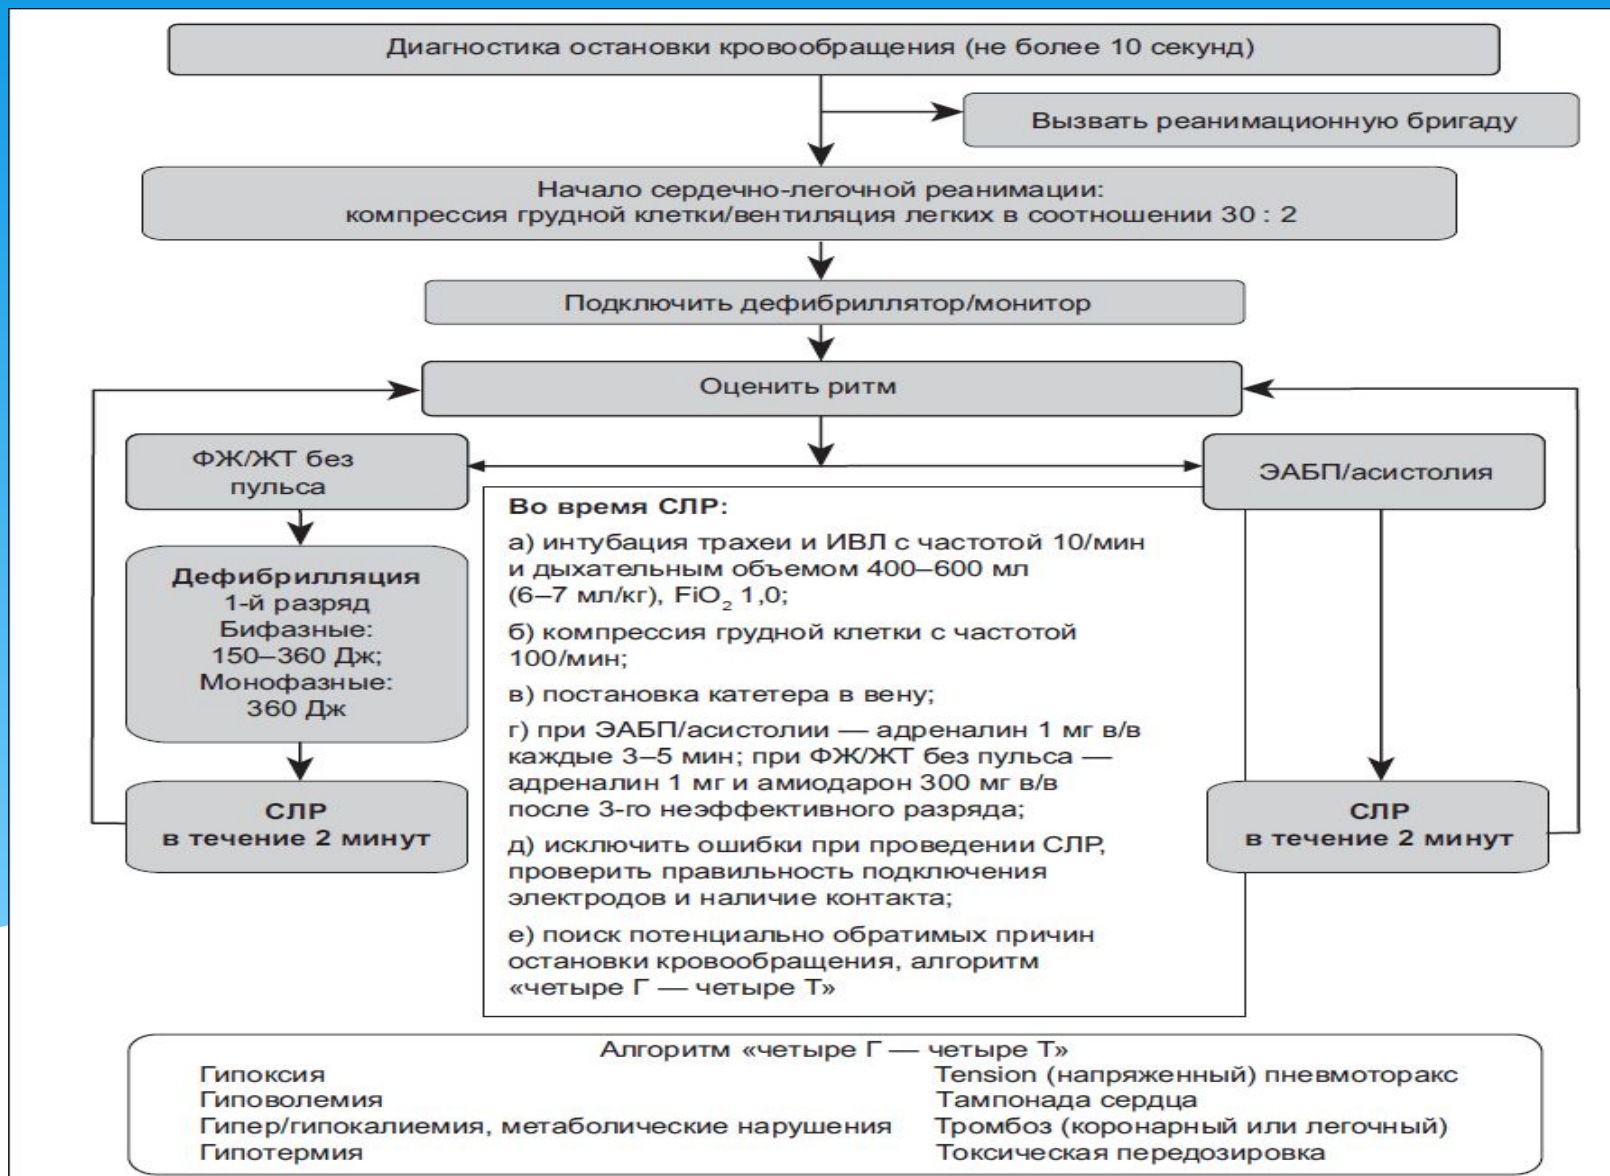 Диагностика остановки кровообращения (не более 10 секунд)
Вызвать реанимационную бригаду
Начало сердечно-легочной реанимации:
компрессия грудной клетки/вентиляция легких в соотношении 30 : 2
Подключить дефибриллятор/монитор
Оценить ритм
ФЖ/ЖТ без
пульса
Дефибрилляция
1-й разряд
Бифазные:
150–360 Дж;
Монофазные:
360 Дж
СЛР
в течение 2 минут
Во время СЛР:
а) интубация трахеи и ИВЛ с частотой 10/мин
и дыхательным объемом 400–600 мл
(6–7 мл/кг), FiO₂ 1,0;
б) компрессия грудной клетки с частотой
100/мин;
в) постановка катетера в вену;
г) при ЭАБП/асистолии — адреналин 1 мг в/в
каждые 3–5 мин; при ФЖ/ЖТ без пульса —
адреналин 1 мг и амиодарон 300 мг в/в
после 3-го неэффективного разряда;
д) исключить ошибки при проведении СЛР,
проверить правильность подключения
электродов и наличие контакта;
е) поиск потенциально обратимых причин
остановки кровообращения, алгоритм
«четыре Г — четыре Т»
ЭАБП/асистолия
СЛР
в течение 2 минут
Алгоритм «четыре Г — четыре Т»
Гипоксия
Гиповолемия
Гипер/гипокалиемия, метаболические нарушения
Гипотермия
Tension (напряженный) пневмоторакс
Тампонада сердца
Тромбоз (коронарный или легочный)
Токсическая передозировка